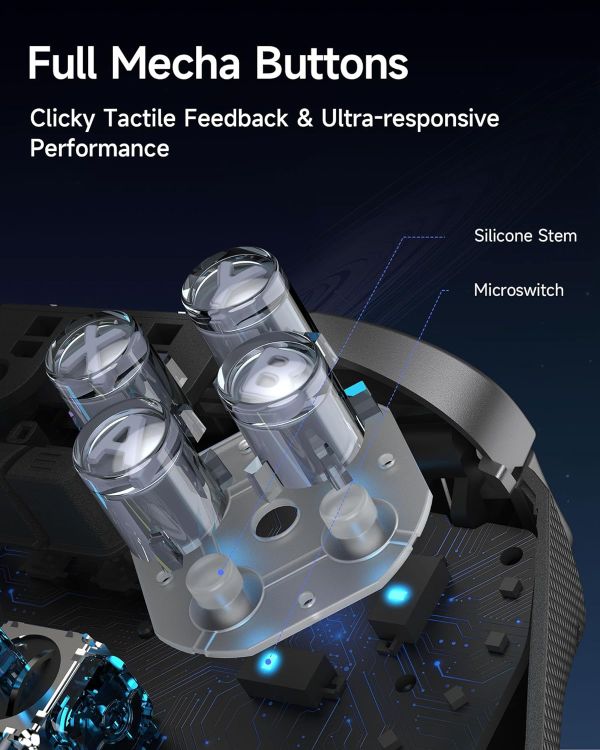 Full Mecha Buttons
Clicky Tactile Feedback & Ultra-responsive
Performance
Silicone Stem
Microswitch
Y
X
B
A